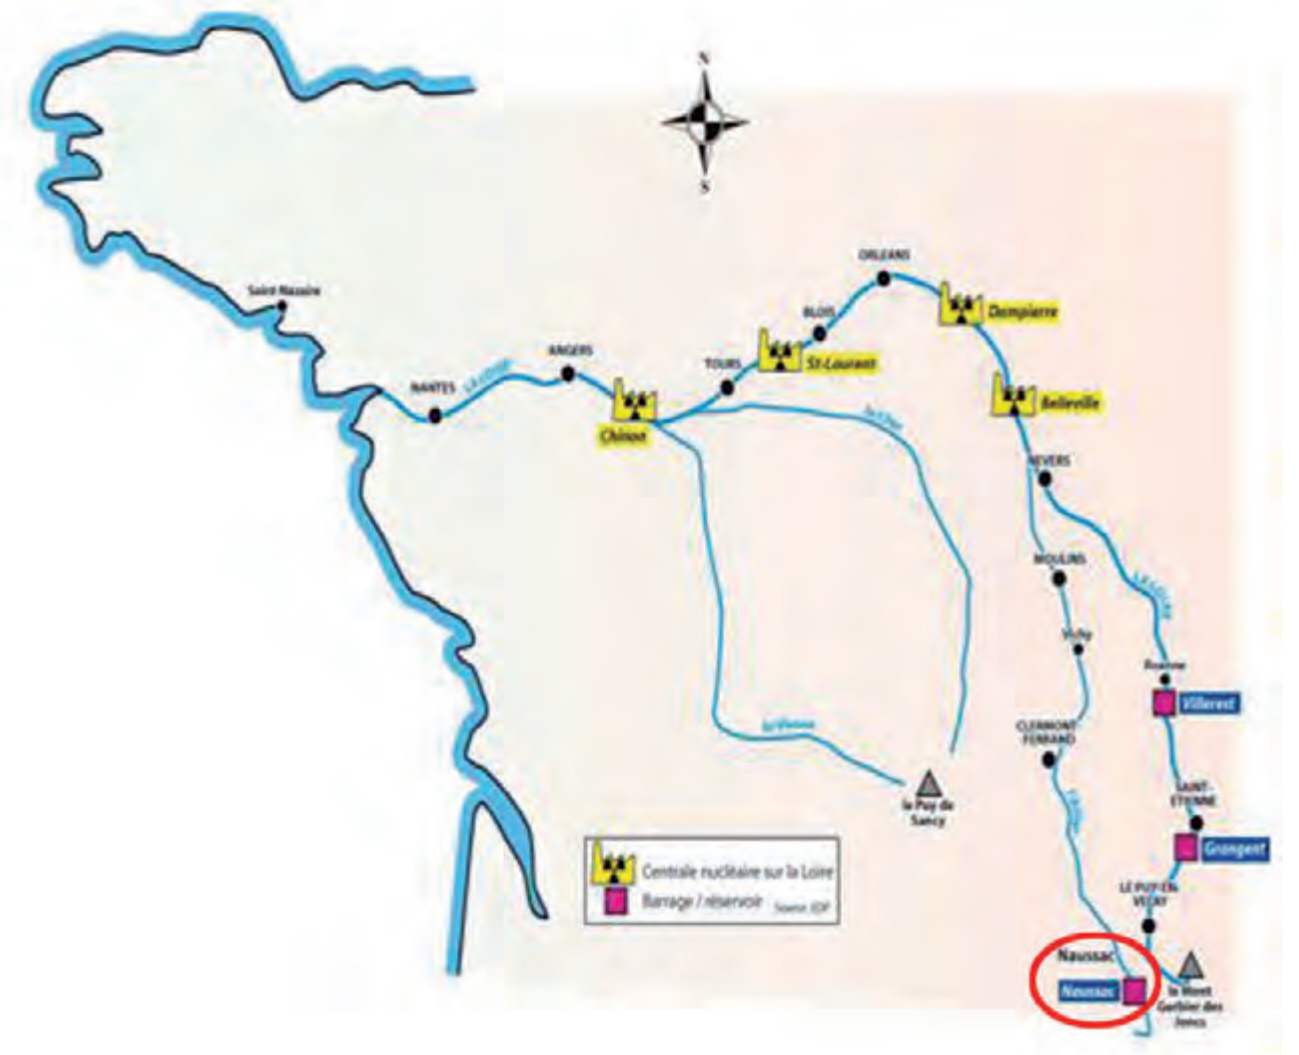 N
S
ORLEANS
Saint-Nazaire
BLOIS
Dampierre
ANGERS
TOURS
St-Laurent
NANTES
LA LOIRE
Belleville
le Cher
Chinon
NEVERS
MOULINS
LA LOIRE
Vichy
Roanne
Villerest
CLERMONT-
FERRAND
la Vienne
SAINT-
ETIENNE
le Puy de
Sancy
Grangent
Centrale nucléaire sur la Loire
Barrage / réservoir
Source: EDF
LE PUY-EN-
VELAY
Naussac
Naussac
le Mont
Gerbier des
Joncs